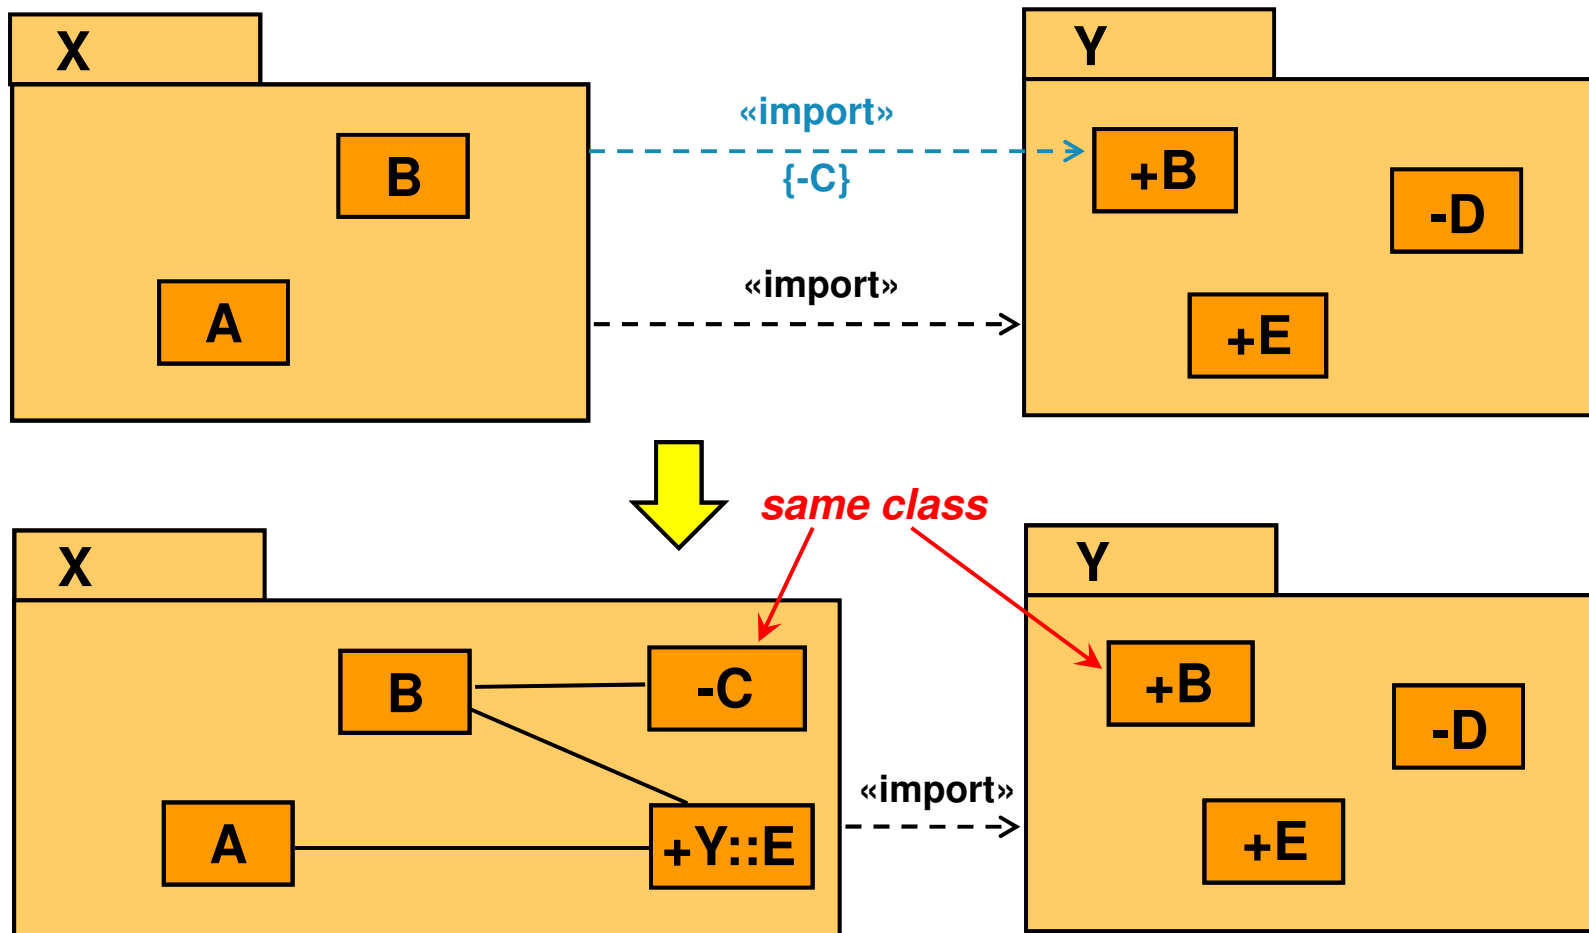 X
Y
«import»
B
+B
{-C}
-D
«import»
A
+E
same class
X
Y
B
-C
+B
-D
«import»
A
+Y::E
+E